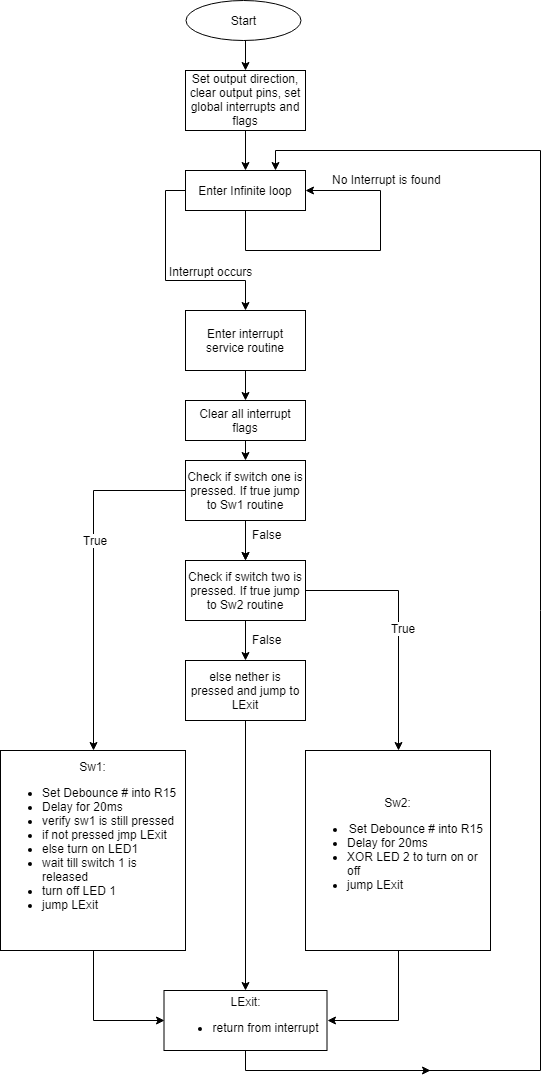 Start
Set output direction,
clear output pins, set
global interrupts and
flags
No Interrupt is found
Enter Infinite loop
Interrupt occurs
Enter interrupt
service routine
Clear all interrupt
flags
Check if switch one is
pressed. If true jump
to Sw1 routine
True
False
Check if switch two is
pressed. If true jump
to Sw2 routine
True
False
else nether is
pressed and jump to
LExit
Sw1:
• Set Debounce # into R15
• Delay for 20ms
• verify sw1 is still pressed
• if not pressed jmp LExit
• else turn on LED1
• wait till switch 1 is
released
• turn off LED 1
• jump LExit
Sw2:
• Set Debounce # into R15
• Delay for 20ms
• XOR LED 2 to turn on or
off
• jump LExit
LExit:
• return from interrupt